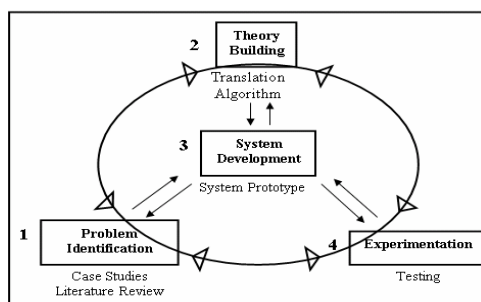 2
Theory
Building
Translation
Algorithm
3
System
Development
System Prototype
1
Problem
Identification
Case Studies
Literature Review
4
Experimentation
Testing